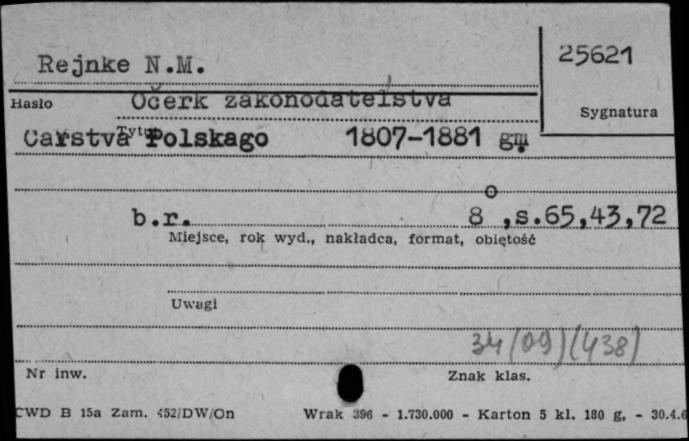 Rejnke N.M.
25621
Hasło
Očerk zakonodatelstva
Sygnatura
Tytuł
Carstva Polskago 1807-1881 gg.
b.r. 8°, s.65,43,72
Miejsce, rok wyd., nakładca, format, objętość
Uwagi
34(09)(438)
Nr inw.
Znak klas.
CWD B 15a Zam. 452/DW/On Wrak 396 - 1.730.000 - Karton 5 kl. 180 g, - 30.4.6